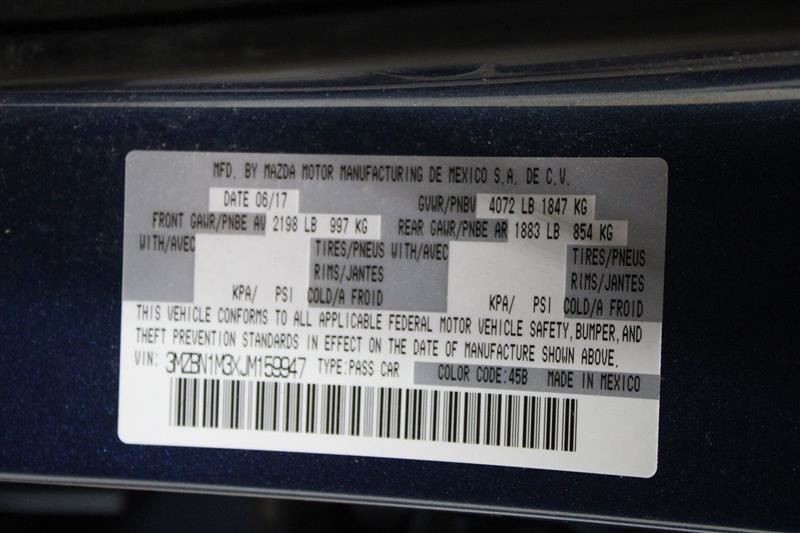 MFD. BY MAZDA MOTOR MANUFACTURING DE MEXICO S.A. DE C.V.
DATE 06/17 GVWR/PNBV 4072 LB 1847 KG
FRONT GAWR/PNBE AV 2198 LB 997 KG REAR GAWR/PNBE AR 1883 LB 854 KG
WITH/AVEC TIRES/PNEUS WITH/AVEC TIRES/PNEUS
RIMS/JANTES RIMS/JANTES
KPA/ PSI COLD/A FROID KPA/ PSI COLD/A FROID
THIS VEHICLE CONFORMS TO ALL APPLICABLE FEDERAL MOTOR VEHICLE SAFETY, BUMPER, AND
THEFT PREVENTION STANDARDS IN EFFECT ON THE DATE OF MANUFACTURE SHOWN ABOVE.
VIN: 3MZBN1M3XJM159947 TYPE:PASS CAR COLOR CODE:45B MADE IN MEXICO